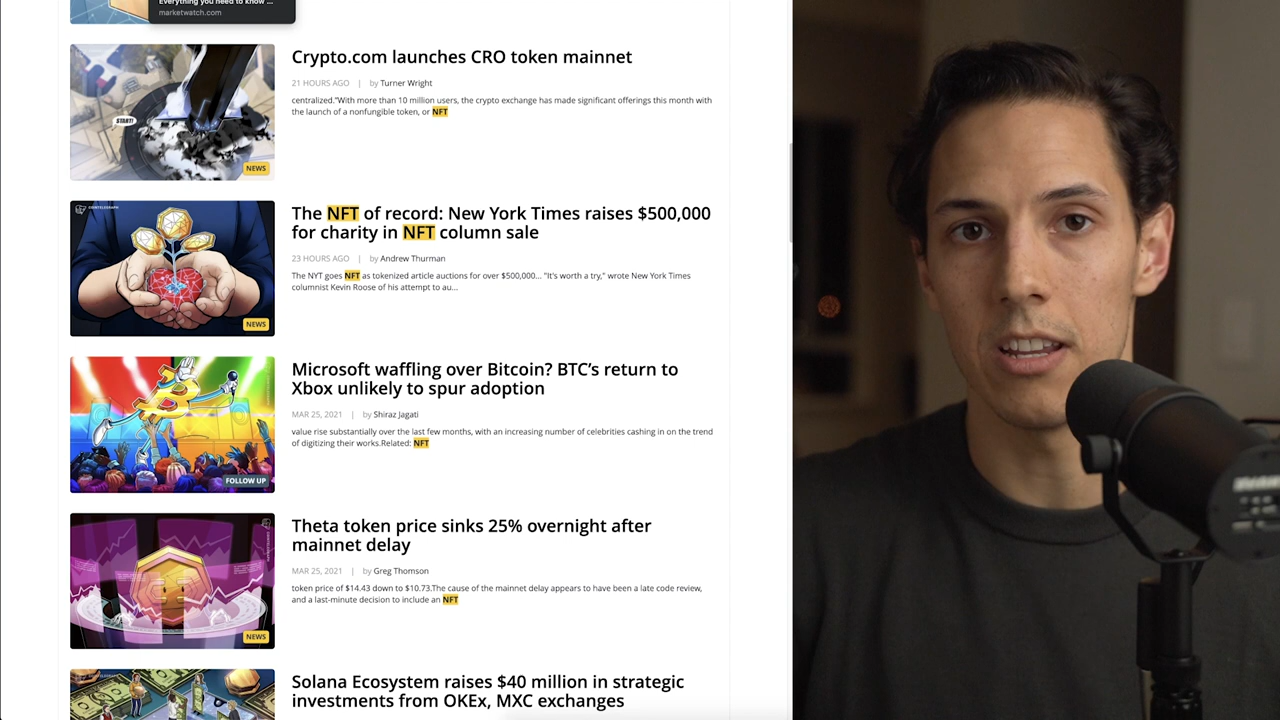 Everything you need to know ...
marketwatch.com
Crypto.com launches CRO token mainnet
21 HOURS AGO | by Turner Wright
centralized."With more than 10 million users, the crypto exchange has made significant offerings this month with
the launch of a nonfungible token, or NFT
START!
NEWS
COINTELEGRAPH
The NFT of record: New York Times raises $500,000
for charity in NFT column sale
23 HOURS AGO | by Andrew Thurman
The NYT goes NFT as tokenized article auctions for over $500,000... "It's worth a try," wrote New York Times
columnist Kevin Roose of his attempt to au...
NEWS
Microsoft waffling over Bitcoin? BTC’s return to
Xbox unlikely to spur adoption
MAR 25, 2021 | by Shiraz Jagati
value rise substantially over the last few months, with an increasing number of celebrities cashing in on the trend
of digitizing their works.Related: NFT
FOLLOW UP
Theta token price sinks 25% overnight after
mainnet delay
MAR 25, 2021 | by Greg Thomson
token price of $14.43 down to $10.73.The cause of the mainnet delay appears to have been a late code review,
and a last-minute decision to include an NFT
NEWS
Solana Ecosystem raises $40 million in strategic
investments from OKEx, MXC exchanges